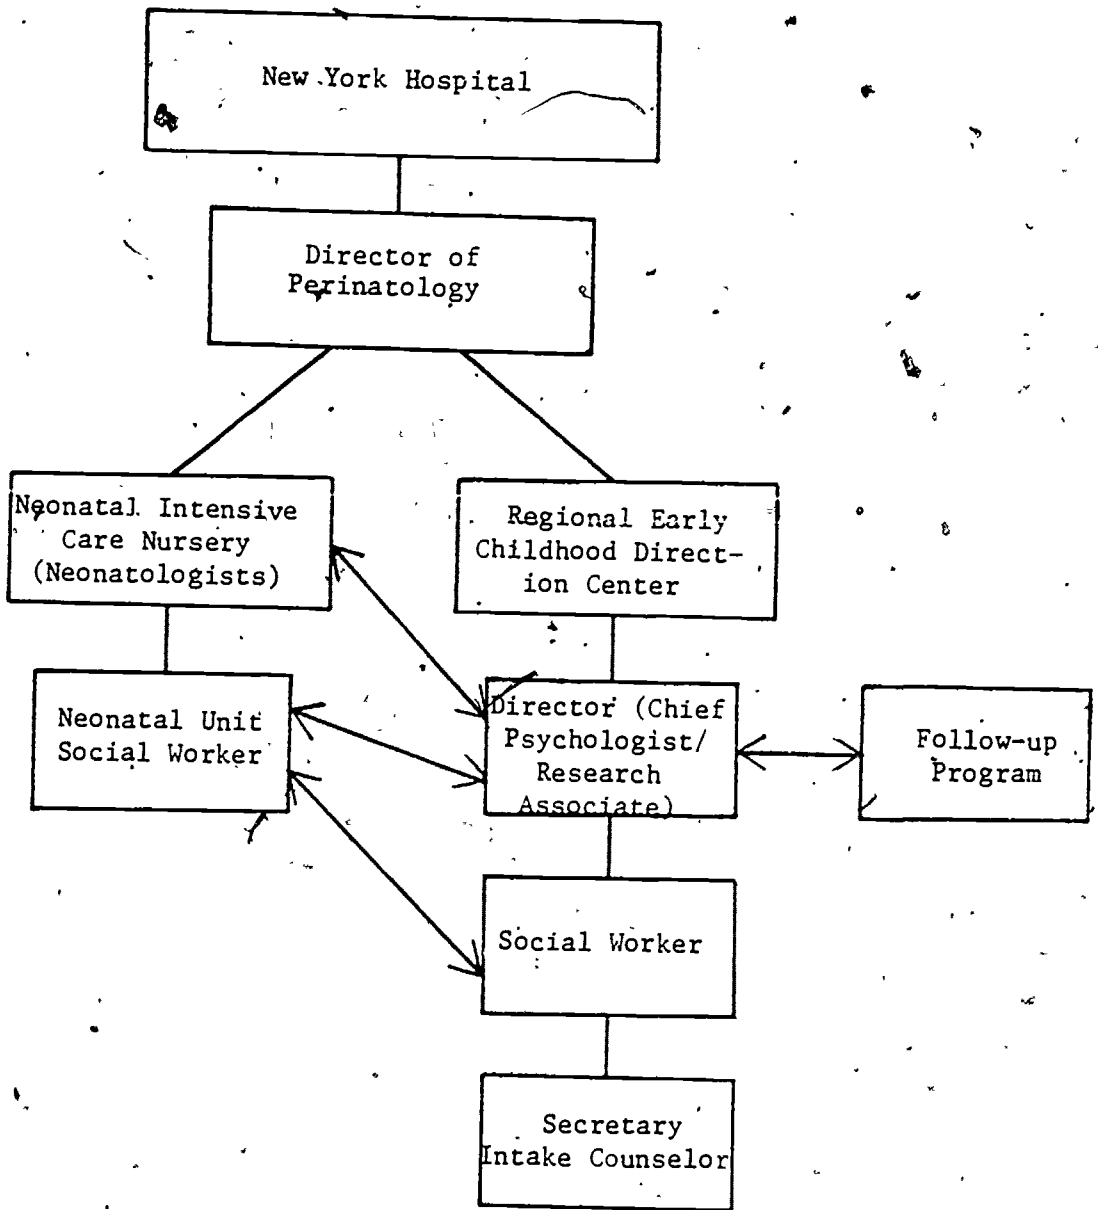 New York Hospital
Director of
Perinatology
Neonatal Intensive
Care Nursery
(Neonatologists)
Regional Early
Childhood Direct-
ion Center
Neonatal Unit
Social Worker
Director (Chief
Psychologist/
Research
Associate)
Follow-up
Program
Social Worker
Secretary
Intake Counselor